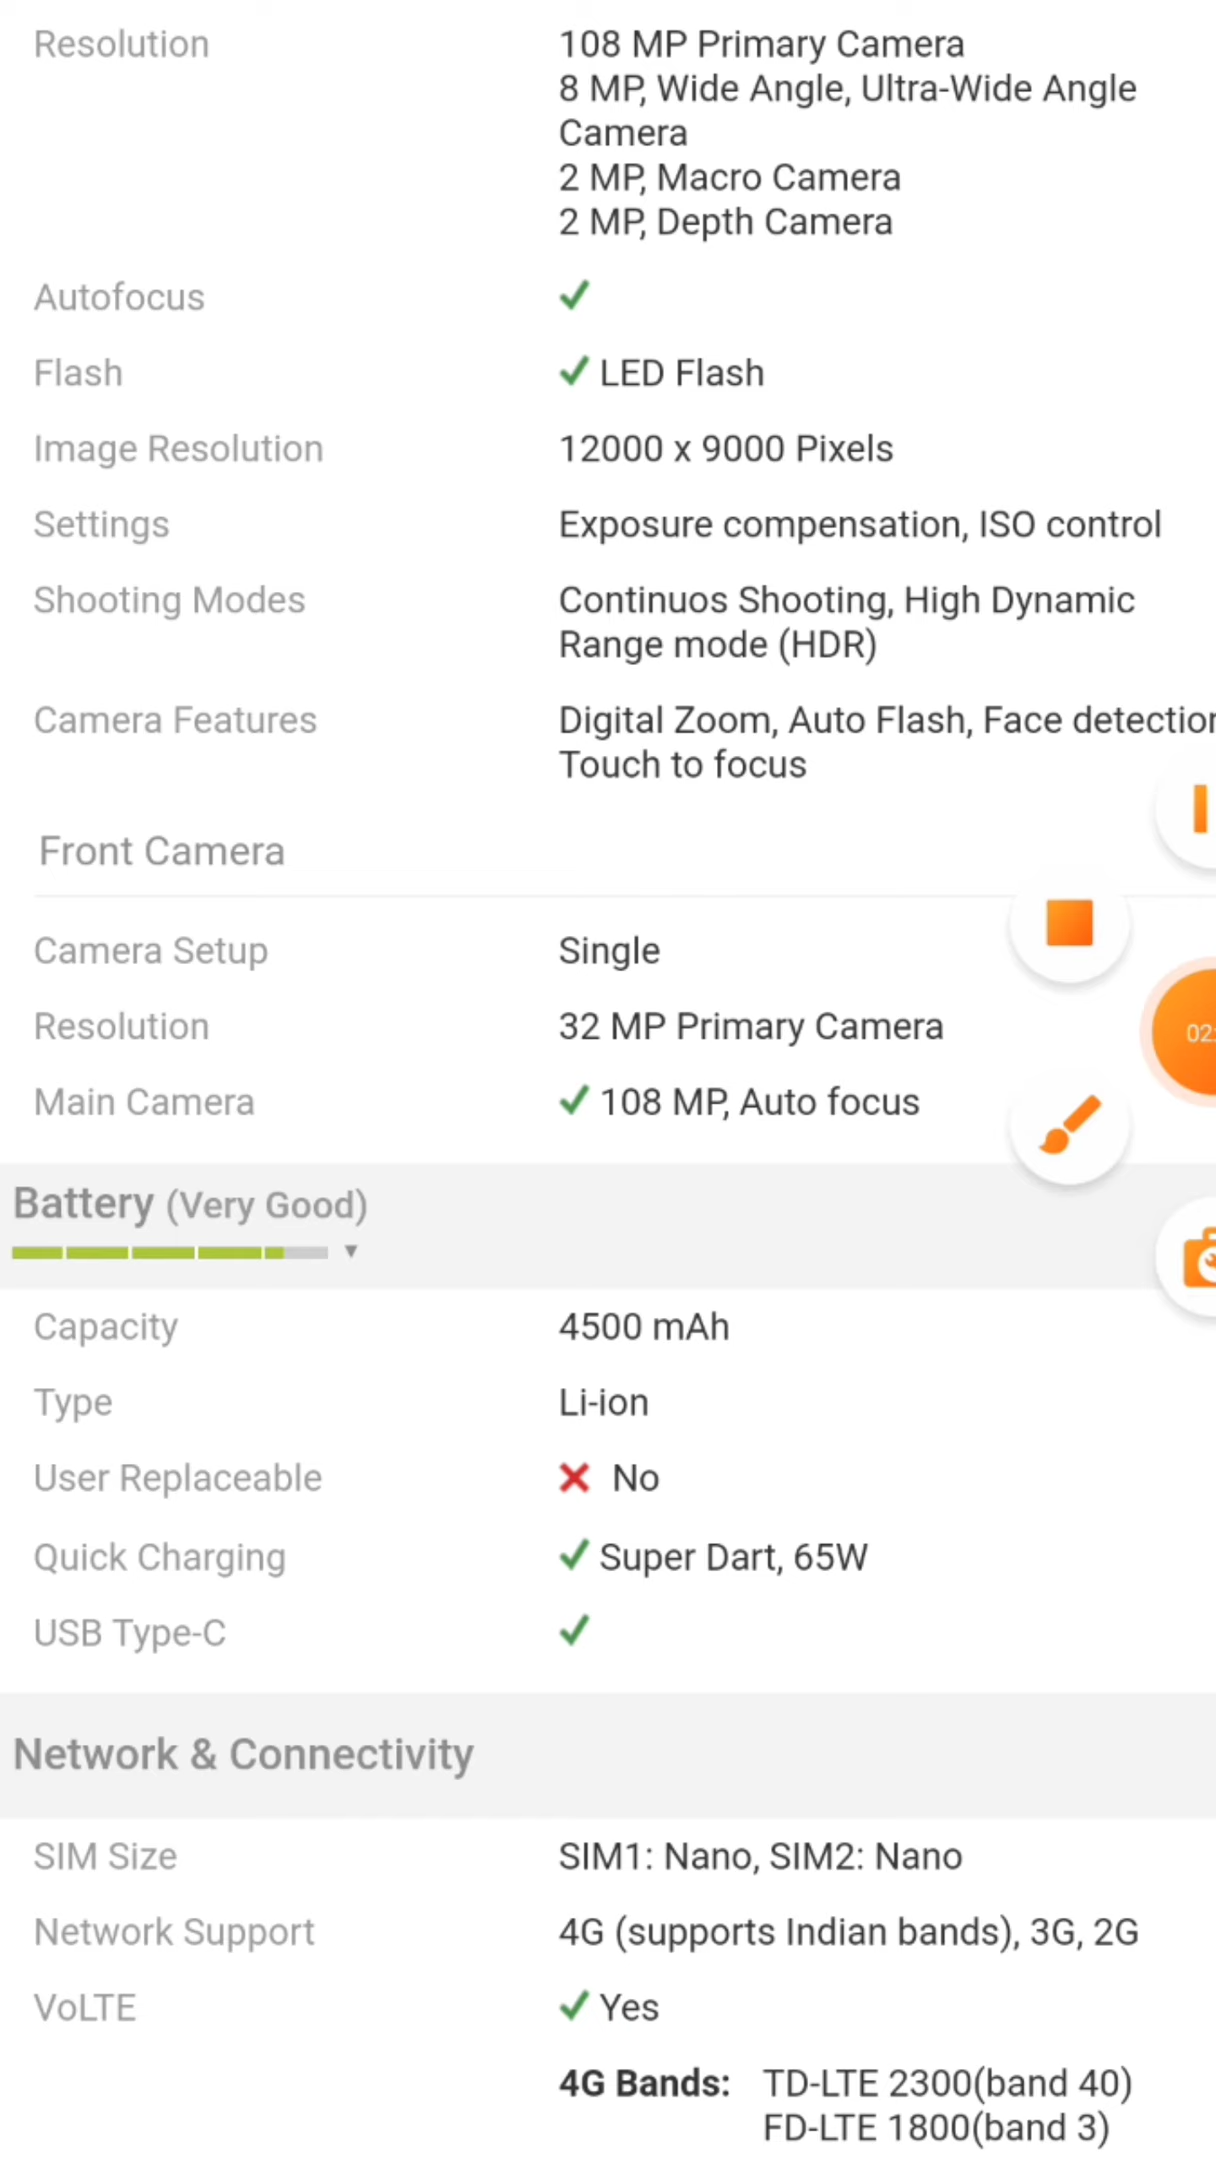 Resolution 108 MP Primary Camera
8 MP, Wide Angle, Ultra-Wide Angle
Camera
2 MP, Macro Camera
2 MP, Depth Camera
Autofocus
Flash LED Flash
Image Resolution 12000 x 9000 Pixels
Settings Exposure compensation, ISO control
Shooting Modes Continuos Shooting, High Dynamic
Range mode (HDR)
Camera Features Digital Zoom, Auto Flash, Face detection
Touch to focus
Front Camera
Camera Setup Single
Resolution 32 MP Primary Camera
02:
Main Camera 108 MP, Auto focus
Battery (Very Good)
Capacity 4500 mAh
Type Li-ion
User Replaceable No
Quick Charging Super Dart, 65W
USB Type-C
Network & Connectivity
SIM Size SIM1: Nano, SIM2: Nano
Network Support 4G (supports Indian bands), 3G, 2G
VoLTE Yes
4G Bands: TD-LTE 2300(band 40)
FD-LTE 1800(band 3)